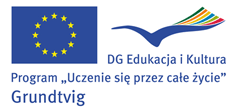 DG Edukacja i Kultura
Program „Uczenie się przez całe życie”
Grundtvig